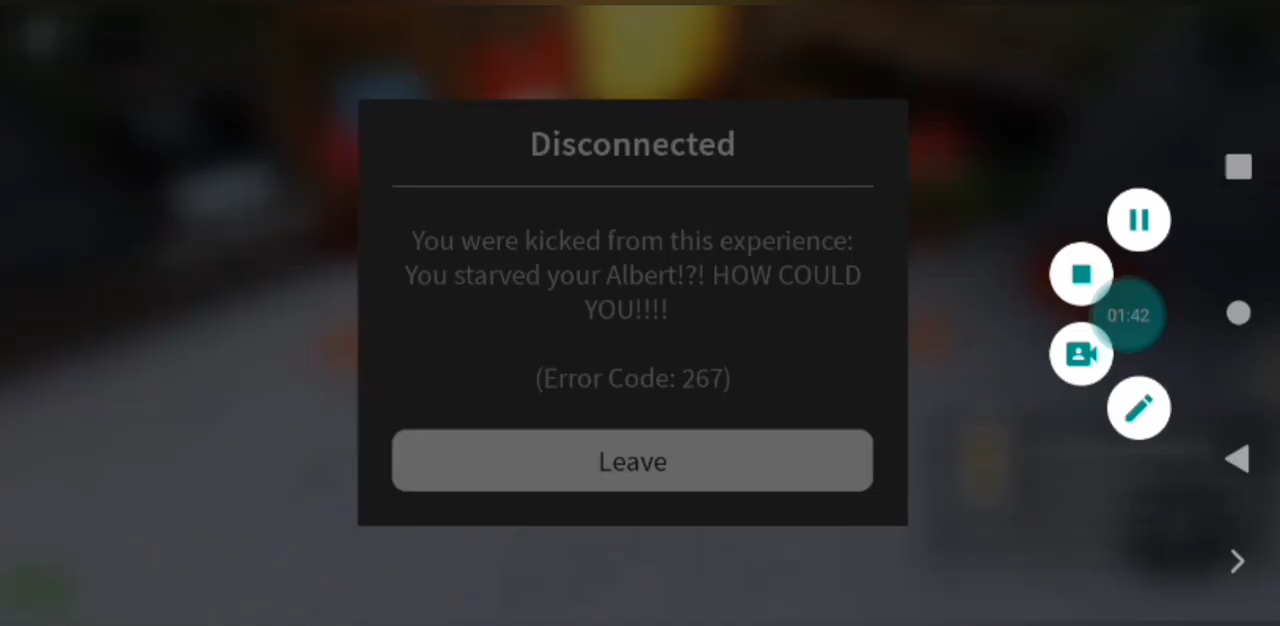 Disconnected
You were kicked from this experience:
You starved your Albert!?! HOW COULD
YOU!!!!
(Error Code: 267)
Leave
01:42